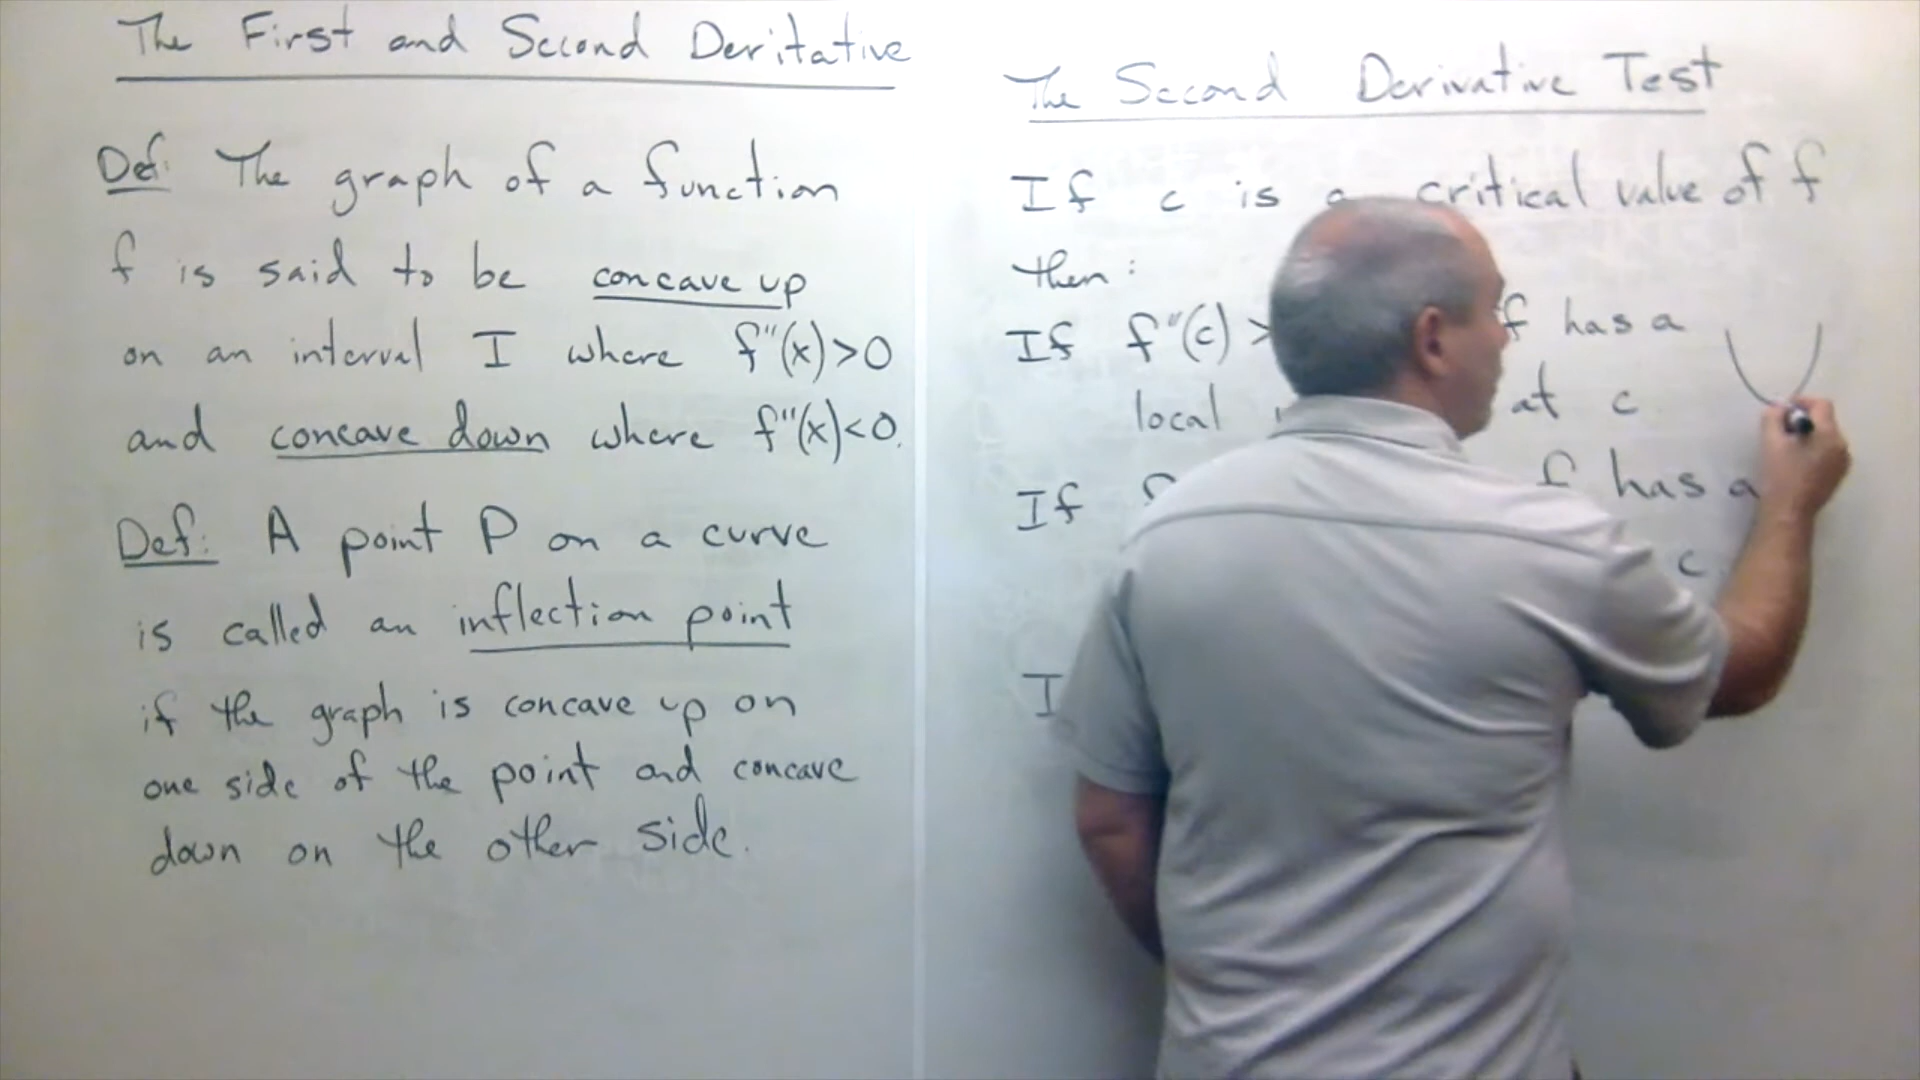 The First and Second Deritative
Def: The graph of a function
f is said to be concave up
on an interval I where f"(x)>0
and concave down where f"(x)<0.
Def: A point P on a curve
is called an inflection point
if the graph is concave up on
one side of the point and concave
down on the other side.
The Second Derivative Test
If c is a critical value of f
then:
If f"(c) > f has a
local at c
If f has a
c
I